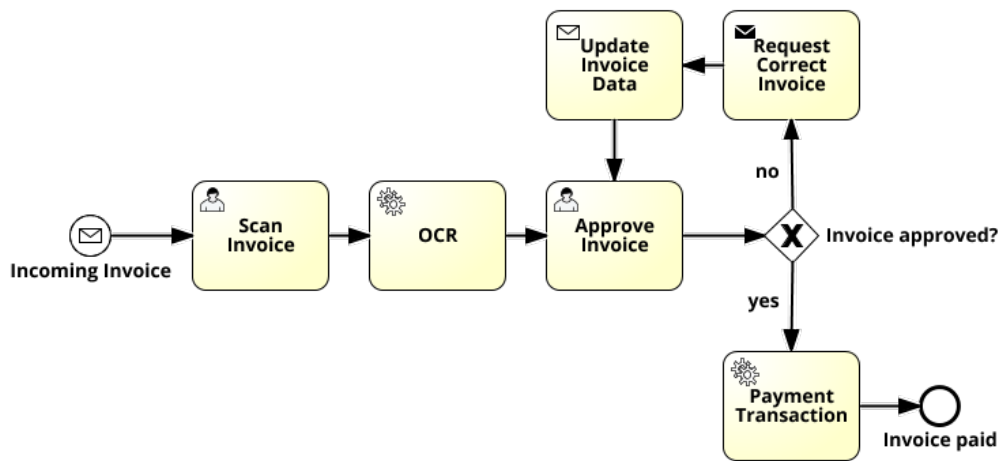 Update
Invoice
Data
Request
Correct
Invoice
no
Scan
Invoice
OCR
Approve
Invoice
Invoice approved?
Incoming Invoice
yes
Payment
Transaction
Invoice paid